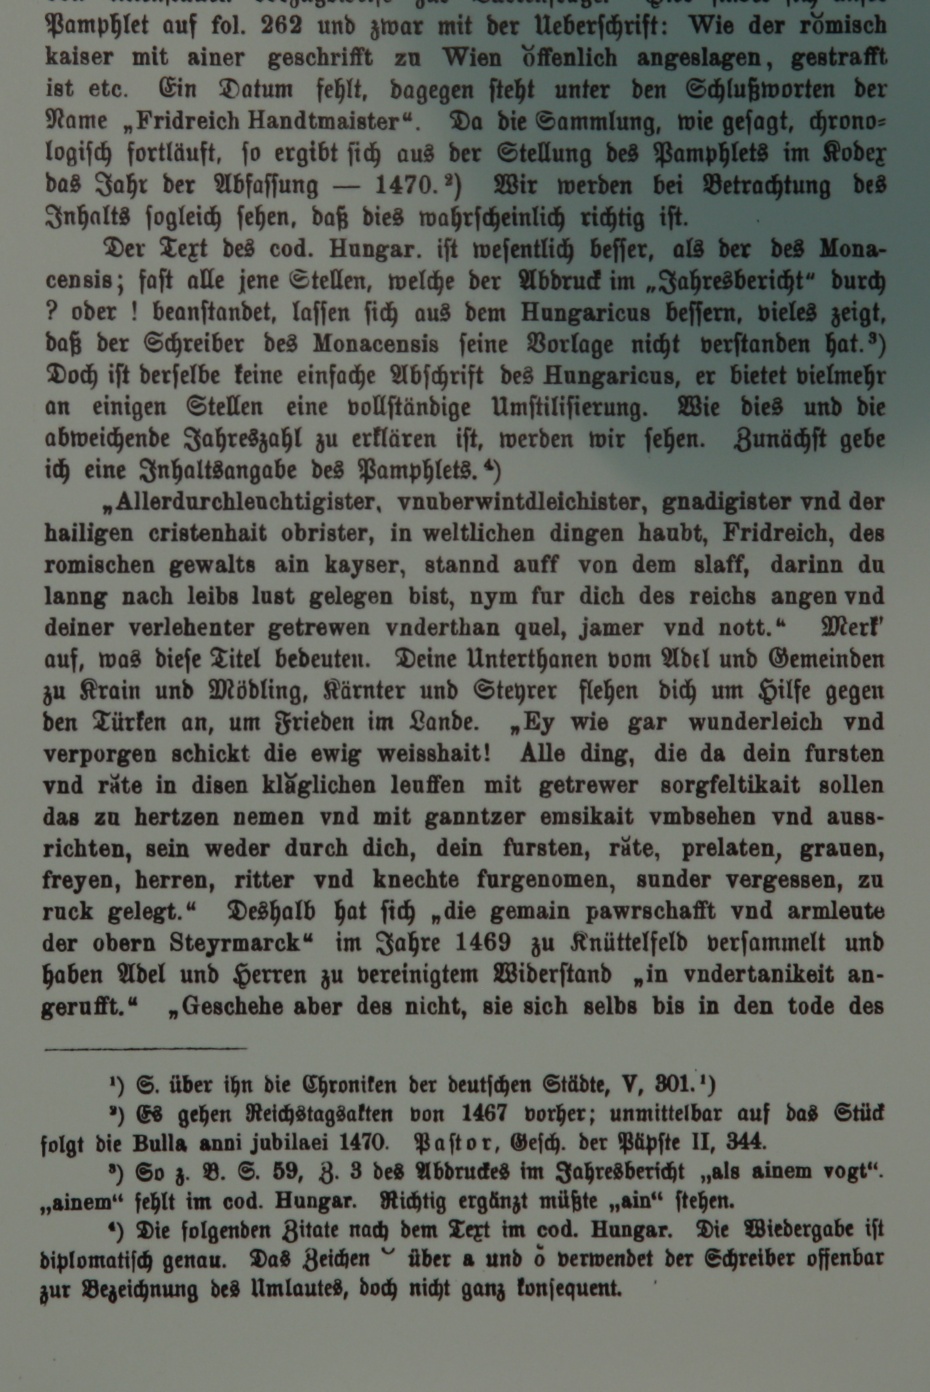 Pamphlet auf fol. 262 und zwar mit der Ueberschrift: Wie der rŏmisch
kaiser mit ainer geschrifft zu Wien ŏffenlich angeslagen, gestrafft
ist etc. Ein Datum fehlt, dagegen steht unter den Schlußworten der
Name „Fridreich Handtmaister“. Da die Sammlung, wie gesagt, chrono-
logisch fortläuft, so ergibt sich aus der Stellung des Pamphlets im Kodex
das Jahr der Abfassung — 1470.²) Wir werden bei Betrachtung des
Inhalts sogleich sehen, daß dies wahrscheinlich richtig ist.
Der Text des cod. Hungar. ist wesentlich besser, als der des Mona-
censis; fast alle jene Stellen, welche der Abdruck im „Jahresbericht“ durch
? oder ! beanstandet, lassen sich aus dem Hungaricus bessern, vieles zeigt,
daß der Schreiber des Monacensis seine Vorlage nicht verstanden hat.³)
Doch ist derselbe keine einfache Abschrift des Hungaricus, er bietet vielmehr
an einigen Stellen eine vollständige Umstilisierung. Wie dies und die
abweichende Jahreszahl zu erklären ist, werden wir sehen. Zunächst gebe
ich eine Inhaltsangabe des Pamphlets.⁴)
„Allerdurchleuchtigister, vnuberwintdleichister, gnadigister vnd der
hailigen cristenhait obrister, in weltlichen dingen haubt, Fridreich, des
romischen gewalts ain kayser, stannd auff von dem slaff, darinn du
lanng nach leibs lust gelegen bist, nym fur dich des reichs angen vnd
deiner verlehenter getrewen vnderthan quel, jamer vnd nott.“ Merk'
auf, was diese Titel bedeuten. Deine Unterthanen vom Adel und Gemeinden
zu Krain und Mödling, Kärnter und Steyrer flehen dich um Hilfe gegen
den Türken an, um Frieden im Lande. „Ey wie gar wunderleich vnd
verporgen schickt die ewig weisshait! Alle ding, die da dein fursten
vnd răte in disen klăglichen leuffen mit getrewer sorgfeltikait sollen
das zu hertzen nemen vnd mit ganntzer emsikait vmbsehen vnd auss-
richten, sein weder durch dich, dein fursten, răte, prelaten, grauen,
freyen, herren, ritter vnd knechte furgenomen, sunder vergessen, zu
ruck gelegt.“ Deshalb hat sich „die gemain pawrschafft vnd armleute
der obern Steyrmarck“ im Jahre 1469 zu Knüttelfeld versammelt und
haben Adel und Herren zu vereinigtem Widerstand „in vndertanikeit an-
gerufft.“ „Geschehe aber des nicht, sie sich selbs bis in den tode des
¹) S. über ihn die Chroniken der deutschen Städte, V, 301.¹)
²) Es gehen Reichstagsakten von 1467 vorher; unmittelbar auf das Stück
folgt die Bulla anni jubilaei 1470. Pastor, Gesch. der Päpste II, 344.
³) So z. B. S. 59, Z. 3 des Abdruckes im Jahresbericht „als ainem vogt“.
„ainem“ fehlt im cod. Hungar. Richtig ergänzt müßte „ain“ stehen.
⁴) Die folgenden Zitate nach dem Text im cod. Hungar. Die Wiedergabe ist
diplomatisch genau. Das Zeichen ˘ über a und ŏ verwendet der Schreiber offenbar
zur Bezeichnung des Umlautes, doch nicht ganz konsequent.